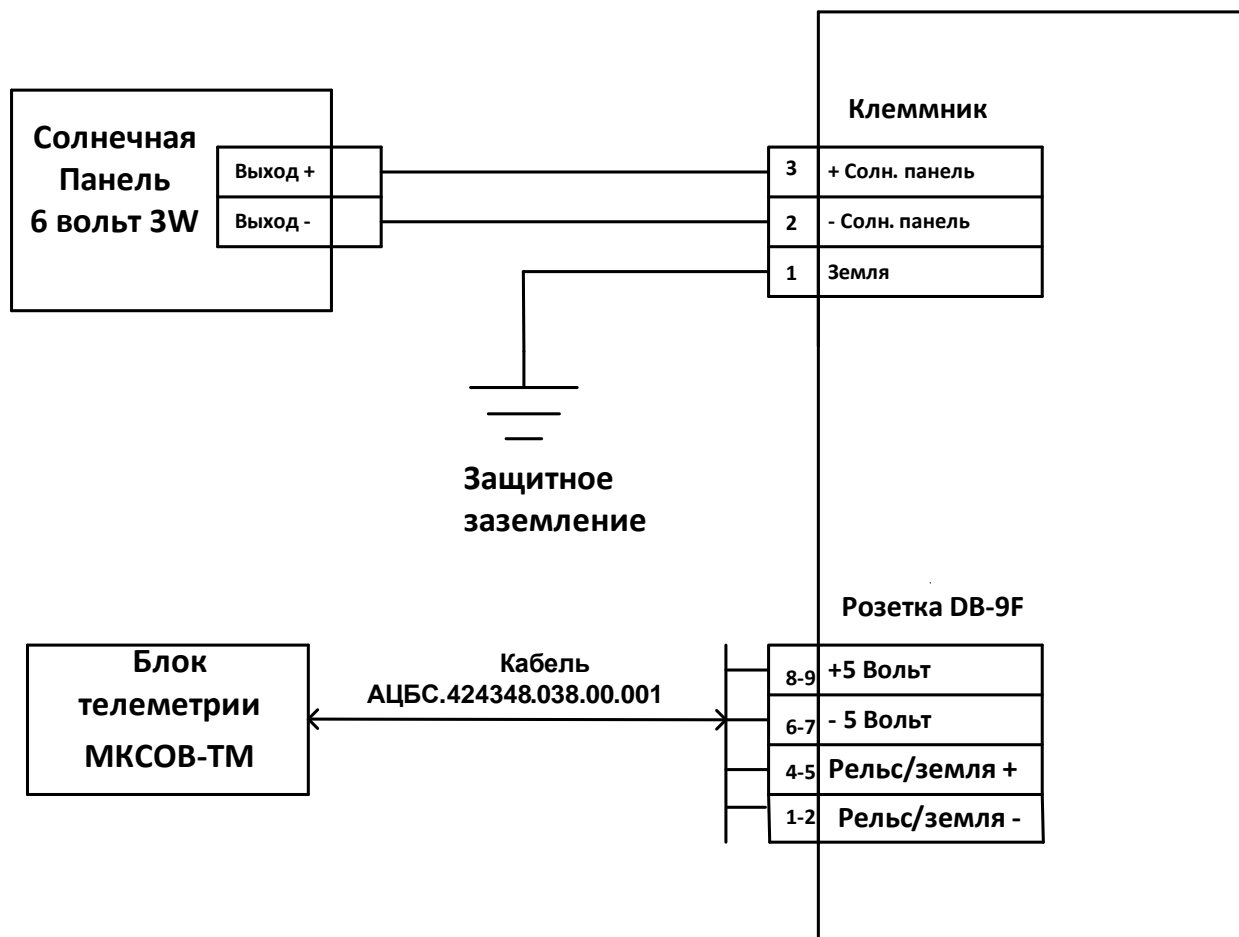 Солнечная
Панель
6 вольт 3W
Выход +
Выход -
Клеммник
3 + Солн. панель
2 - Солн. панель
1 Земля
Защитное
заземление
Розетка DB-9F
Блок
телеметрии
МКСОВ-ТМ
Кабель
АЦБС.424348.038.00.001
8-9 +5 Вольт
6-7 - 5 Вольт
4-5 Рельс/земля +
1-2 Рельс/земля -